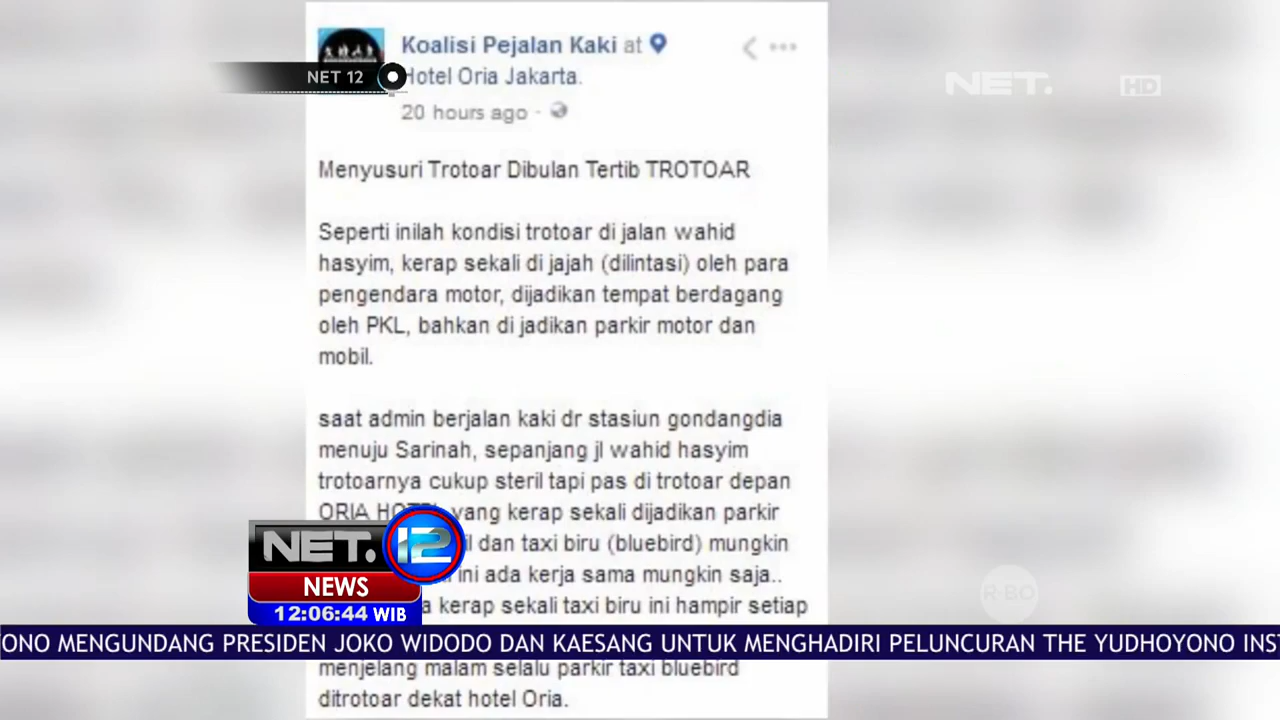 Koalisi Pejalan Kaki at
Hotel Oria Jakarta.
20 hours ago
NET 12
NET.
HD
Menyusuri Trotoar Dibulan Tertib TROTOAR
Seperti inilah kondisi trotoar di jalan wahid
hasyim, kerap sekali di jajah (dilintasi) oleh para
pengendara motor, dijadikan tempat berdagang
oleh PKL, bahkan di jadikan parkir motor dan
mobil.
saat admin berjalan kaki dr stasiun gondangdia
menuju Sarinah, sepanjang jl wahid hasyim
trotoarnya cukup steril tapi pas di trotoar depan
ORIA HOTEL yang kerap sekali dijadikan parkir
dan taxi biru (bluebird) mungkin
ini ada kerja sama mungkin saja..
kerap sekali taxi biru ini hampir setiap
menjelang malam selalu parkir taxi bluebird
ditrotoar dekat hotel Oria.
NET. 12
NEWS
12:06:44 WIB
R-BO
ONO MENGUNDANG PRESIDEN JOKO WIDODO DAN KAESANG UNTUK MENGHADIRI PELUNCURAN THE YUDHOYONO INS